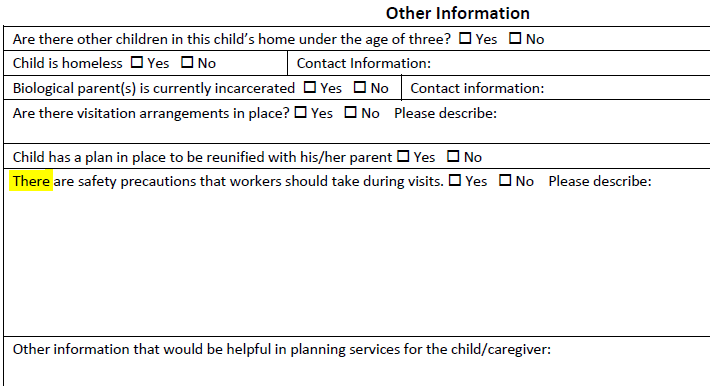 Other Information
Are there other children in this child's home under the age of three? ☐ Yes ☐ No
Child is homeless ☐ Yes ☐ No Contact Information:
Biological parent(s) is currently incarcerated ☐ Yes ☐ No Contact information:
Are there visitation arrangements in place? ☐ Yes ☐ No Please describe:
Child has a plan in place to be reunified with his/her parent ☐ Yes ☐ No
There are safety precautions that workers should take during visits. ☐ Yes ☐ No Please describe:
Other information that would be helpful in planning services for the child/caregiver: